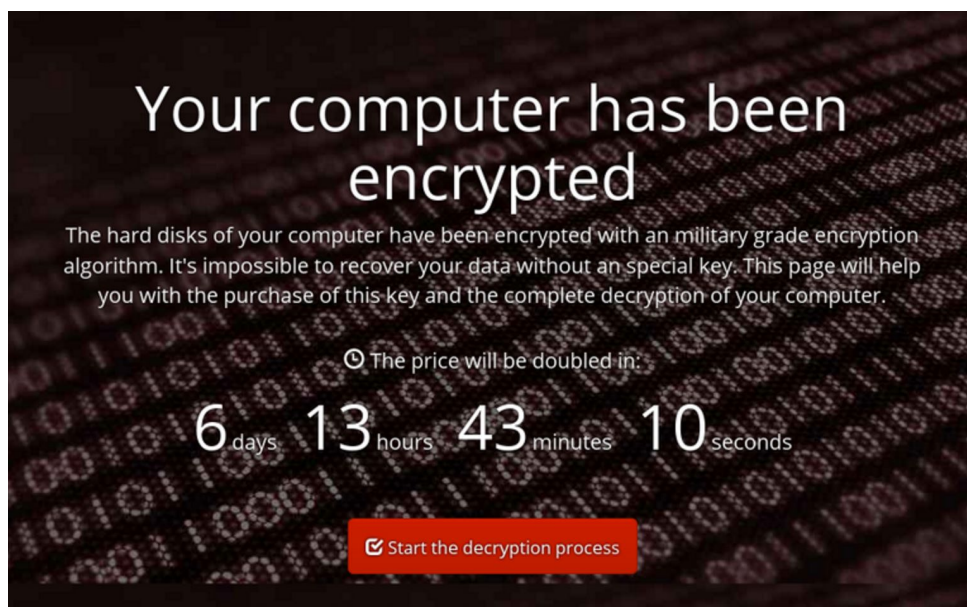 Your computer has been
encrypted
The hard disks of your computer have been encrypted with an military grade encryption
algorithm. It's impossible to recover your data without an special key. This page will help
you with the purchase of this key and the complete decryption of your computer.
The price will be doubled in:
6 days 13 hours 43 minutes 10 seconds
Start the decryption process